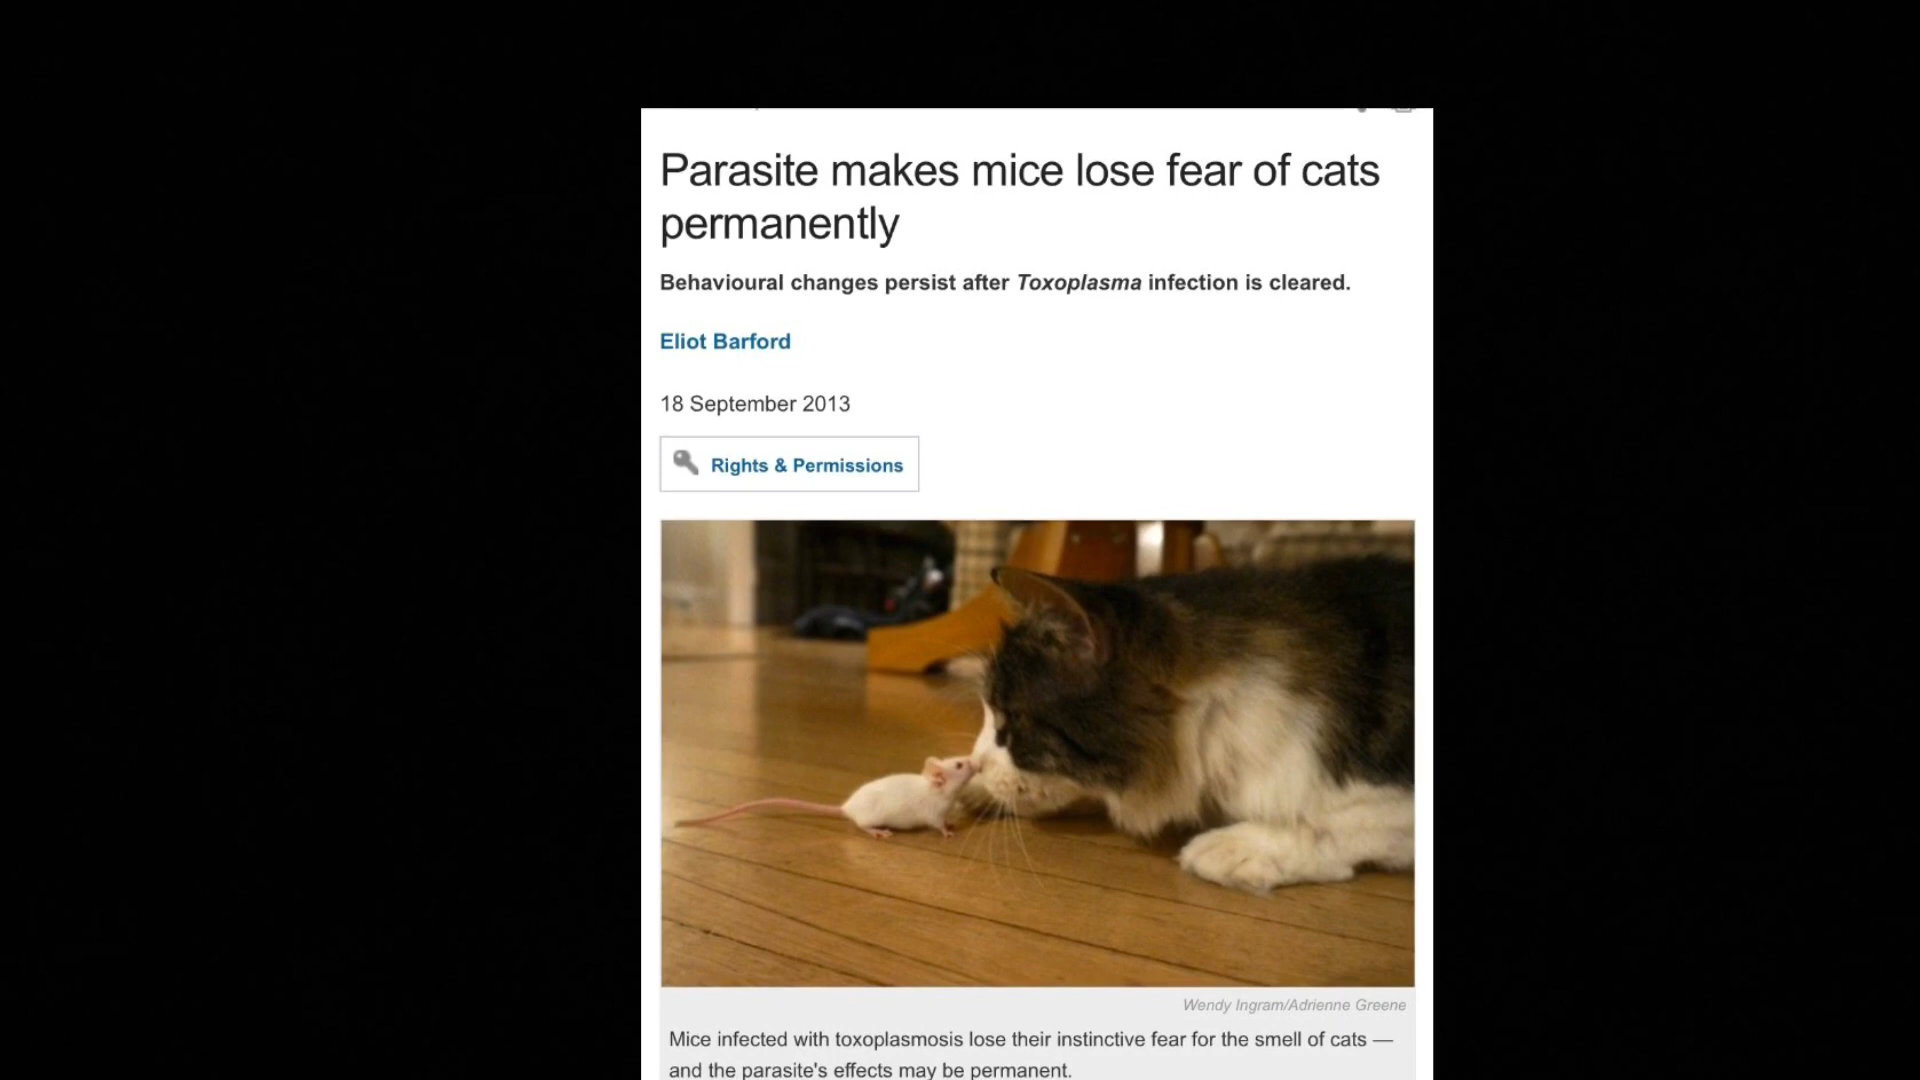 Parasite makes mice lose fear of cats
permanently
Behavioural changes persist after Toxoplasma infection is cleared.
Eliot Barford
18 September 2013
Rights & Permissions
Wendy Ingram/Adrienne Greene
Mice infected with toxoplasmosis lose their instinctive fear for the smell of cats —
and the parasite's effects may be permanent.